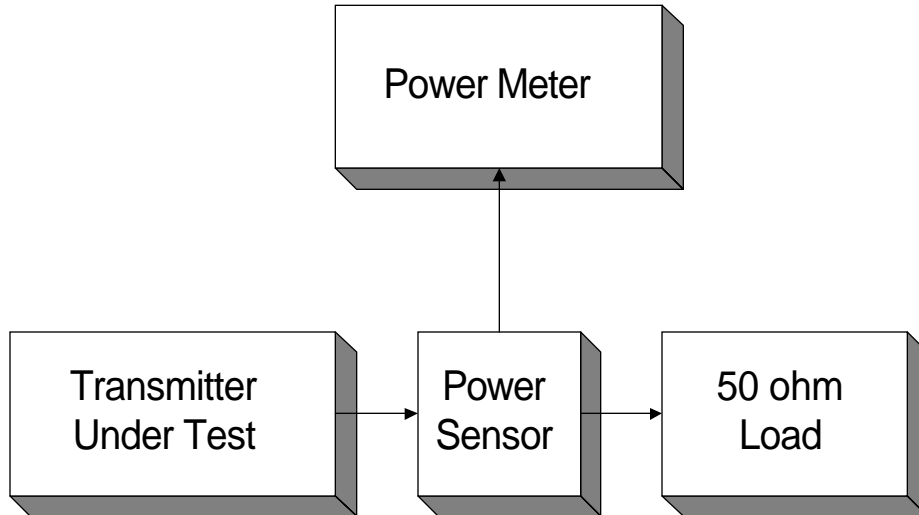 Power Meter
Transmitter
Under Test
Power
Sensor
50 ohm
Load